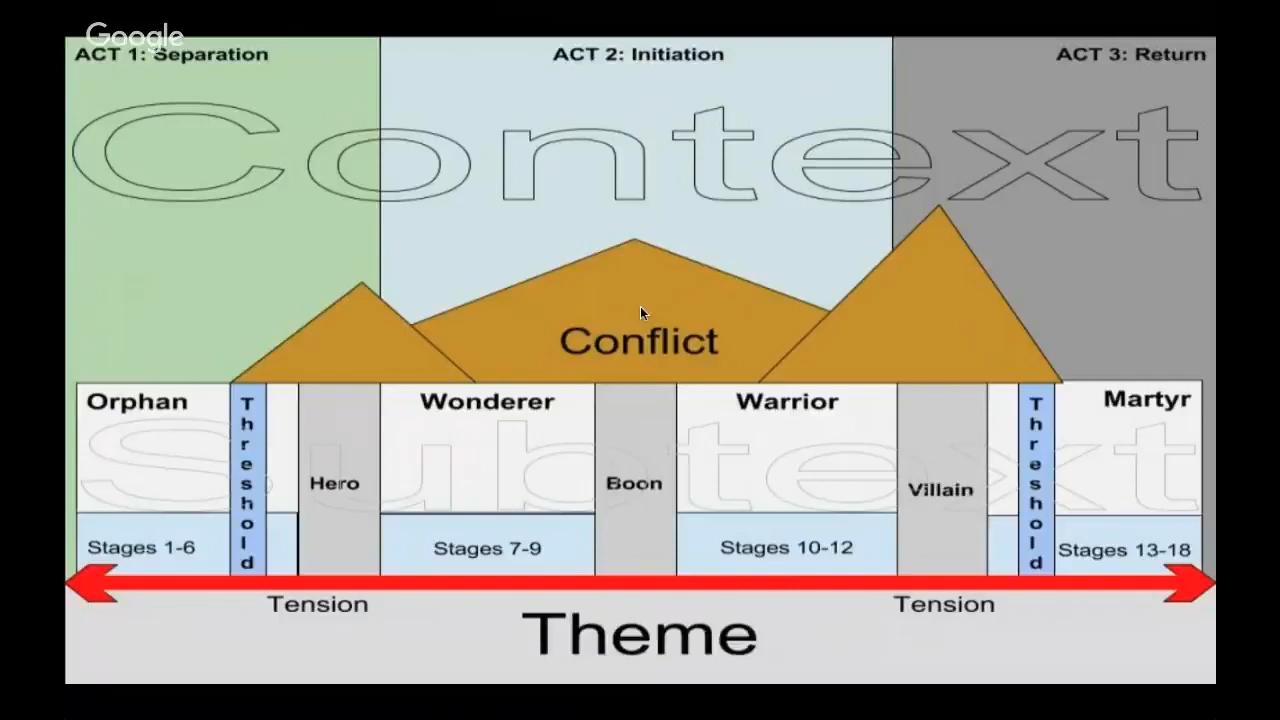 Google
ACT 1: Separation
ACT 2: Initiation
ACT 3: Return
Context
Conflict
Orphan
Wonderer
Warrior
Martyr
Subtext
Threshold
Hero
Boon
Villain
Threshold
Stages 1-6
Stages 7-9
Stages 10-12
Stages 13-18
Tension
Tension
Theme